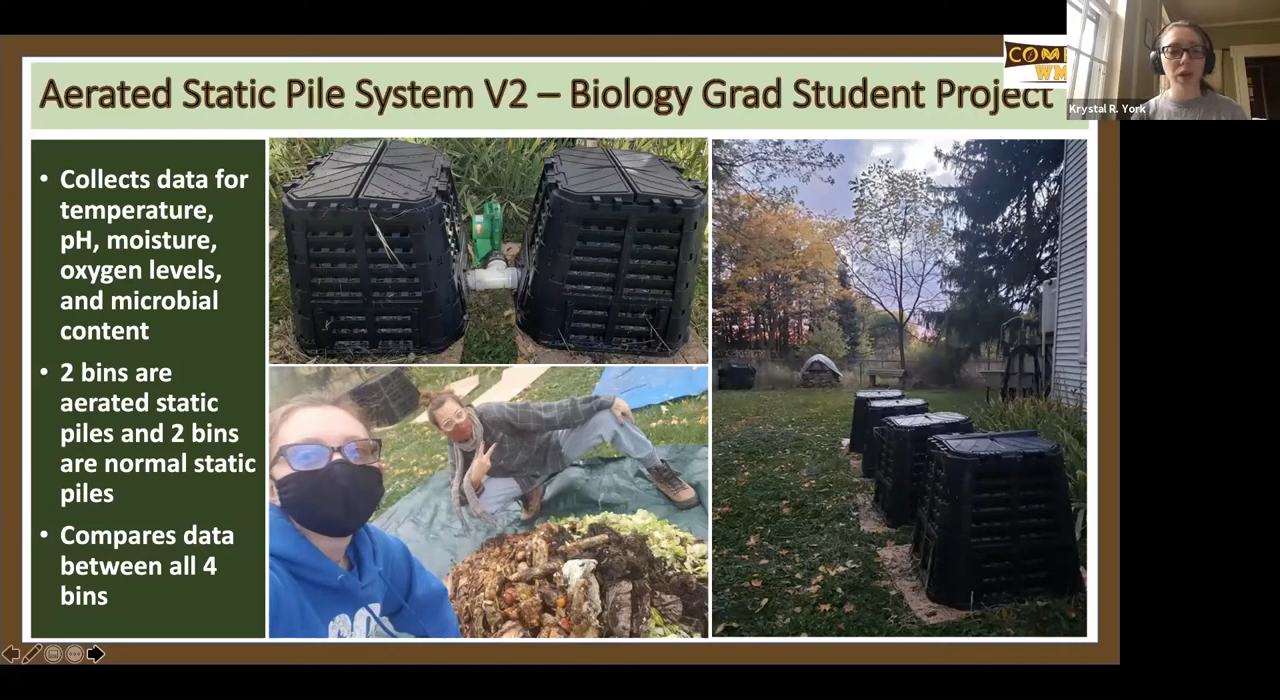 Aerated Static Pile System V2 – Biology Grad Student Project
COM
WM
Krystal R. York
• Collects data for
temperature,
pH, moisture,
oxygen levels,
and microbial
content
• 2 bins are
aerated static
piles and 2 bins
are normal static
piles
• Compares data
between all 4
bins